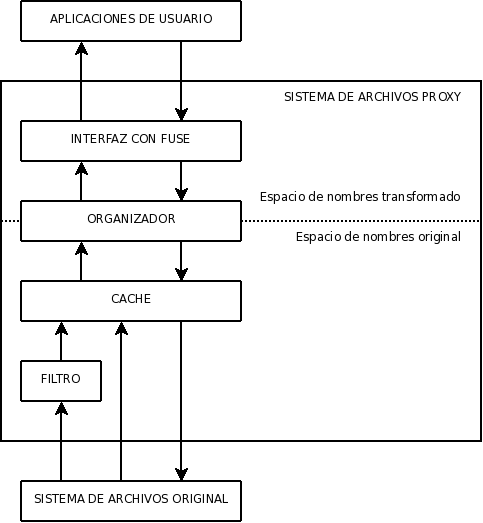 APLICACIONES DE USUARIO
SISTEMA DE ARCHIVOS PROXY
INTERFAZ CON FUSE
Espacio de nombres transformado
ORGANIZADOR
Espacio de nombres original
CACHE
FILTRO
SISTEMA DE ARCHIVOS ORIGINAL